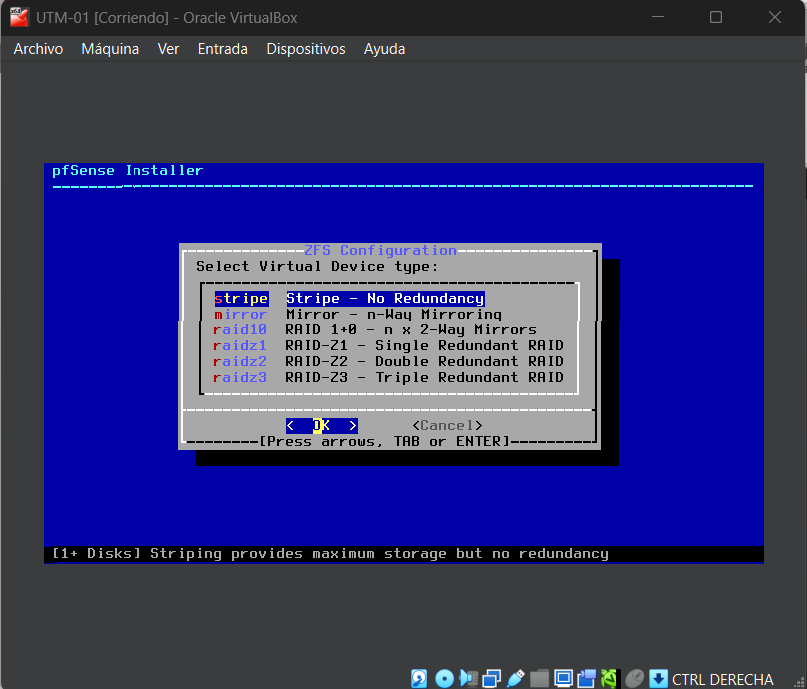 UTM-01 [Corriendo] - Oracle VirtualBox
Archivo Máquina Ver Entrada Dispositivos Ayuda
pfSense Installer
ZFS Configuration
Select Virtual Device type:
stripe Stripe - No Redundancy
mirror Mirror - n-Way Mirroring
raid10 RAID 1+0 - n x 2-Way Mirrors
raidz1 RAID-Z1 - Single Redundant RAID
raidz2 RAID-Z2 - Double Redundant RAID
raidz3 RAID-Z3 - Triple Redundant RAID
< OK > <Cancel>
[Press arrows, TAB or ENTER]
[1+ Disks] Striping provides maximum storage but no redundancy
CTRL DERECHA